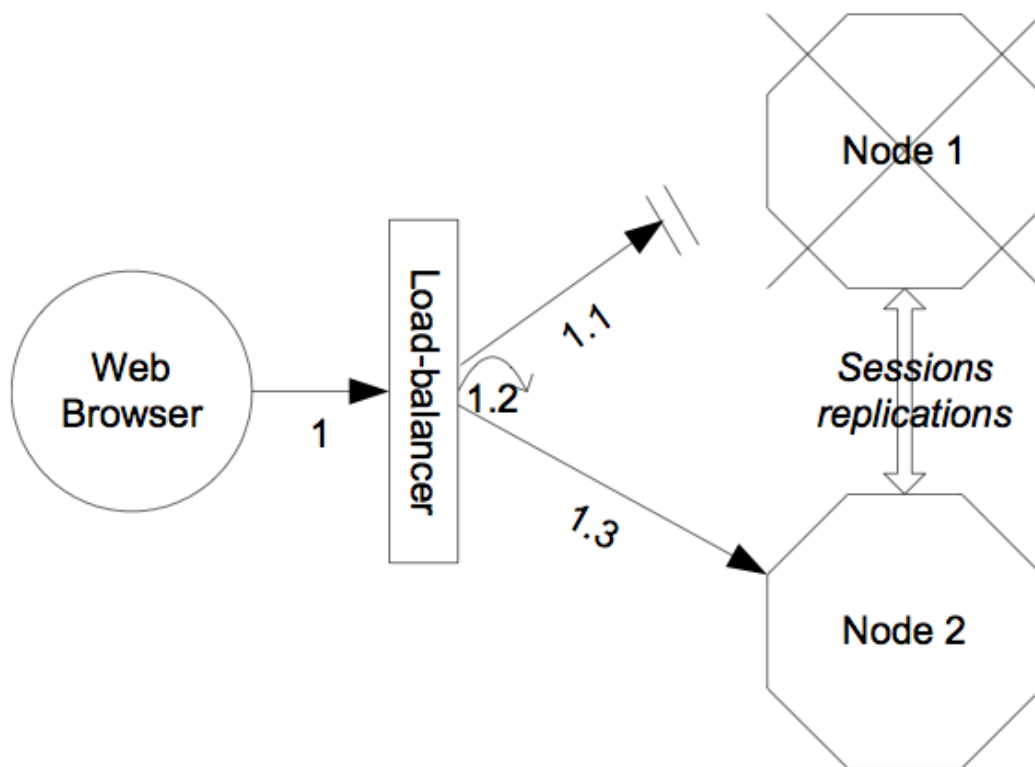 Web
Browser
1
Load-balancer
1.1
1.2
1.3
Node 1
Sessions
replications
Node 2